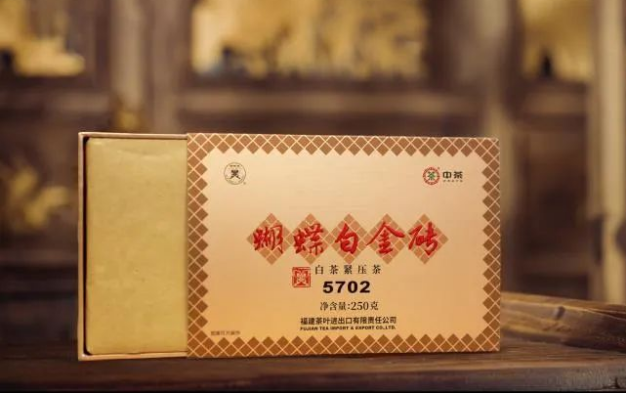 中茶
蝴蝶白金砖
白茶紧压茶
5702
净含量:250克
福建茶叶进出口有限责任公司
FUJIAN TEA IMPORT & EXPORT CO.,LTD.